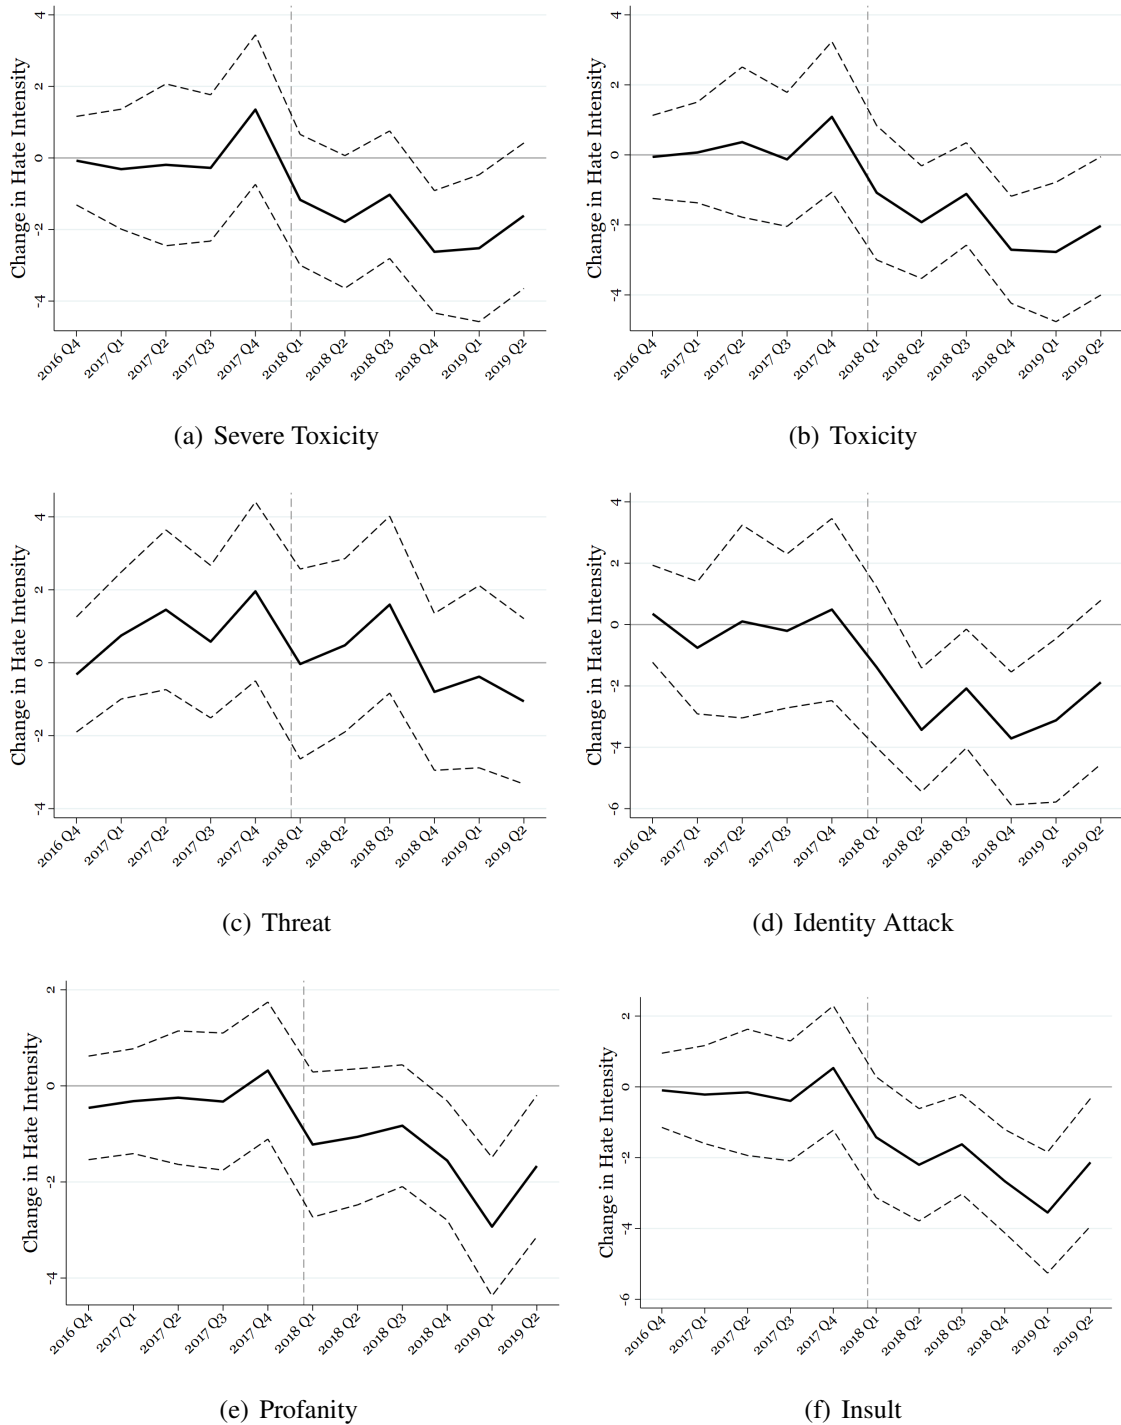 Change in Hate Intensity
4
2
0
-2
-4
2016 Q4
2017 Q1
2017 Q2
2017 Q3
2017 Q4
2018 Q1
2018 Q2
2018 Q3
2018 Q4
2019 Q1
2019 Q2
(a) Severe Toxicity
Change in Hate Intensity
4
2
0
-2
-4
2016 Q4
2017 Q1
2017 Q2
2017 Q3
2017 Q4
2018 Q1
2018 Q2
2018 Q3
2018 Q4
2019 Q1
2019 Q2
(b) Toxicity
Change in Hate Intensity
4
2
0
-2
-4
2016 Q4
2017 Q1
2017 Q2
2017 Q3
2017 Q4
2018 Q1
2018 Q2
2018 Q3
2018 Q4
2019 Q1
2019 Q2
(c) Threat
Change in Hate Intensity
4
2
0
-2
-4
-6
2016 Q4
2017 Q1
2017 Q2
2017 Q3
2017 Q4
2018 Q1
2018 Q2
2018 Q3
2018 Q4
2019 Q1
2019 Q2
(d) Identity Attack
Change in Hate Intensity
2
0
-2
-4
2016 Q4
2017 Q1
2017 Q2
2017 Q3
2017 Q4
2018 Q1
2018 Q2
2018 Q3
2018 Q4
2019 Q1
2019 Q2
(e) Profanity
Change in Hate Intensity
2
0
-2
-4
-6
2016 Q4
2017 Q1
2017 Q2
2017 Q3
2017 Q4
2018 Q1
2018 Q2
2018 Q3
2018 Q4
2019 Q1
2019 Q2
(f) Insult